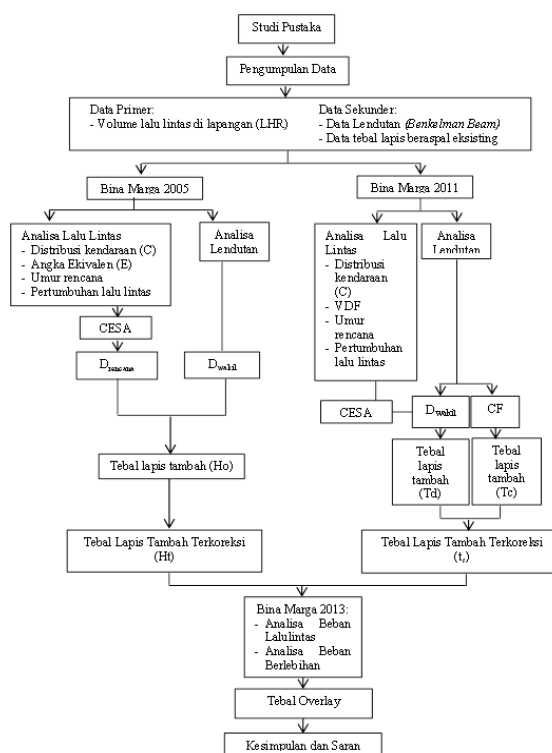 Studi Pustaka
Pengumpulan Data
Data Primer:
- Volume lalu lintas di lapangan (LHR)
Data Sekunder:
- Data Lendutan (Benkelman Beam)
- Data tebal lapis beraspal eksisting
Bina Marga 2005
Bina Marga 2011
Analisa Lalu Lintas
- Distribusi kendaraan (C)
- Angka Ekivalen (E)
- Umur rencana
- Pertumbuhan lalu lintas
Analisa
Lendutan
Analisa Lalu
Lintas
- Distribusi
kendaraan
(C)
- VDF
- Umur
rencana
- Pertumbuhan
lalu lintas
Analisa
Lendutan
CESA
Drencana
Dwakil
CESA
Dwakil
CF
Tebal lapis tambah (Ho)
Tebal
lapis
tambah
(Td)
Tebal
lapis
tambah
(Tc)
Tebal Lapis Tambah Terkoreksi
(Ht)
Tebal Lapis Tambah Terkoreksi
Bina Marga 2013:
- Analisa Beban
Lalulintas
- Analisa Beban
Berlebihan
Tebal Overlay
Kesimpulan dan Saran